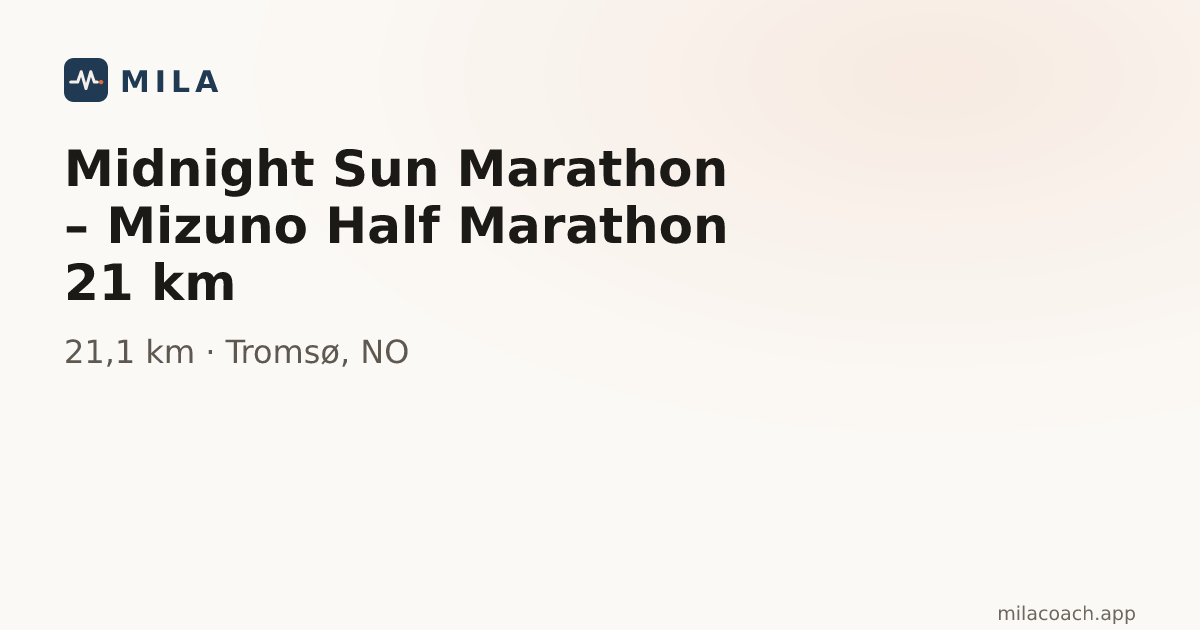 MILA
Midnight Sun Marathon
– Mizuno Half Marathon
21 km
21,1 km · Tromsø, NO
milacoach.app